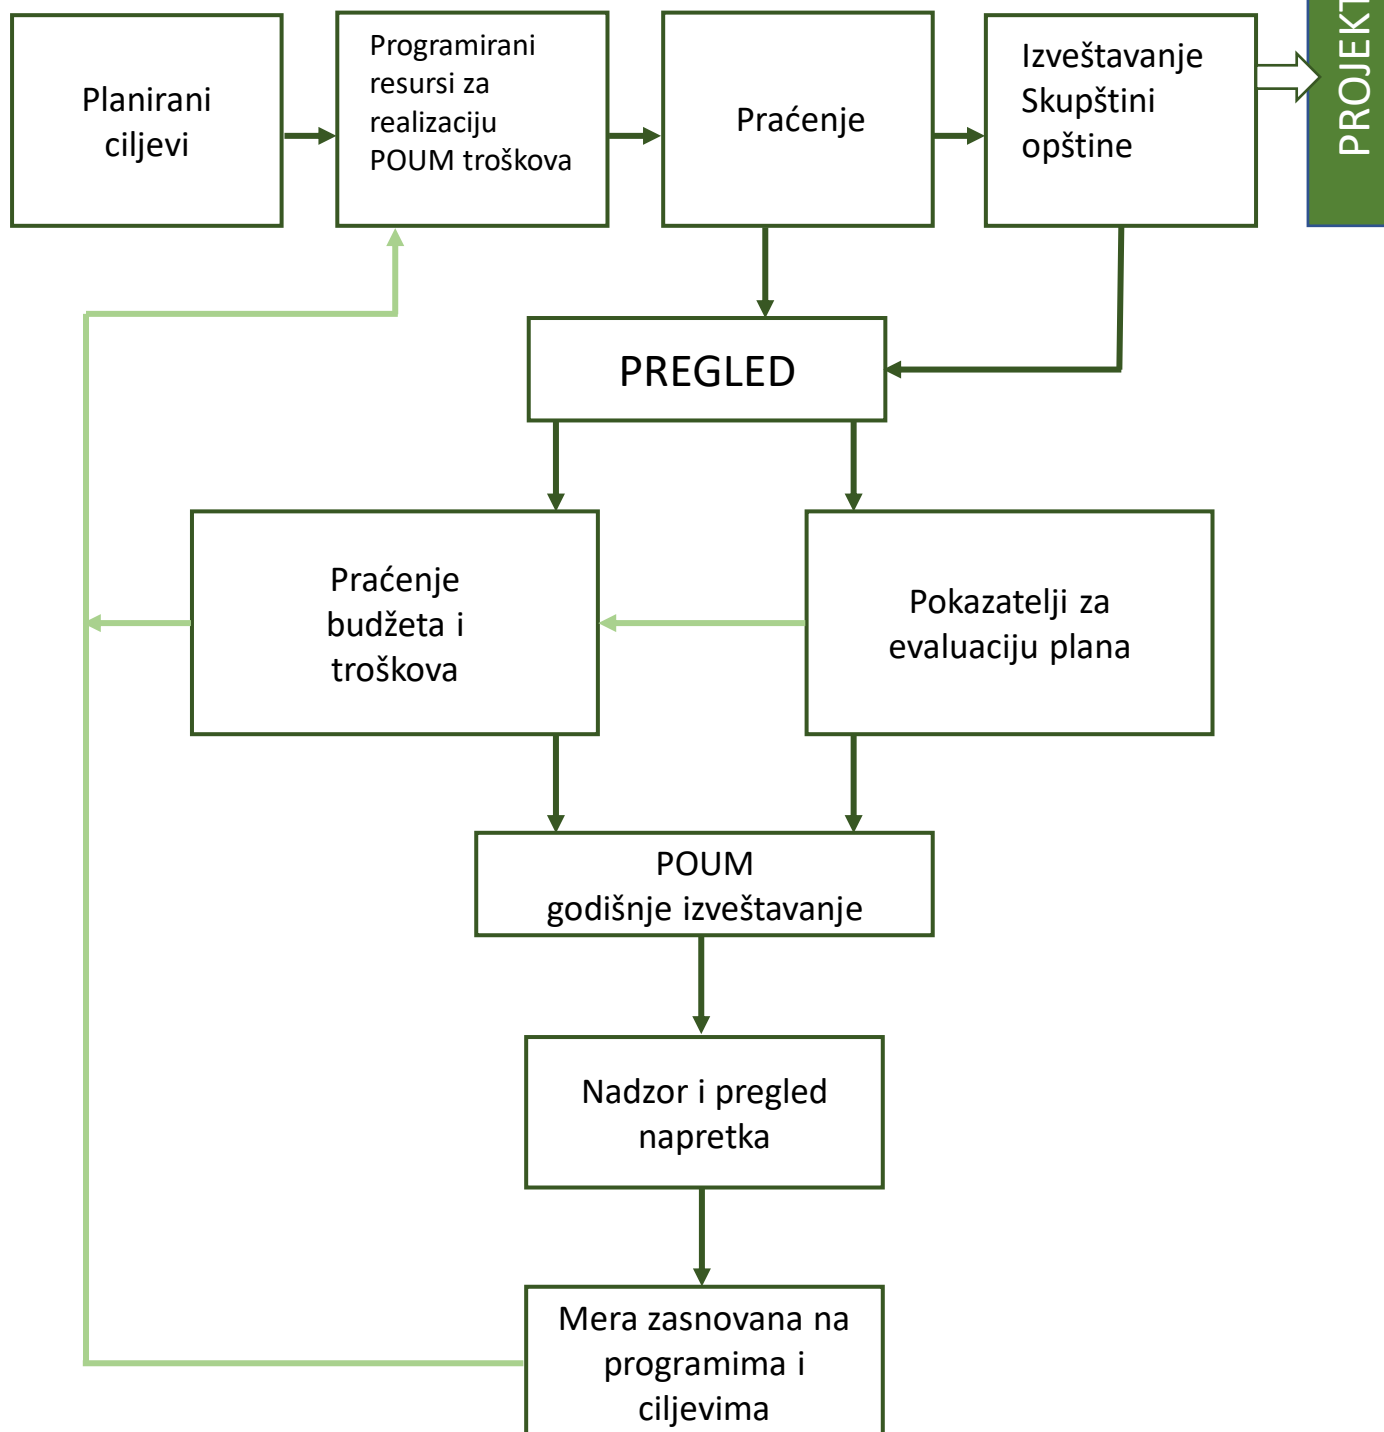 Planirani
ciljevi
Programirani
resursi za
realizaciju
POUM troškova
Praćenje
Izveštavanje
Skupštini
opštine
PROJEKT
PREGLED
Praćenje
budžeta i
troškova
Pokazatelji za
evaluaciju plana
POUM
godišnje izveštavanje
Nadzor i pregled
napretka
Mera zasnovana na
programima i
ciljevima